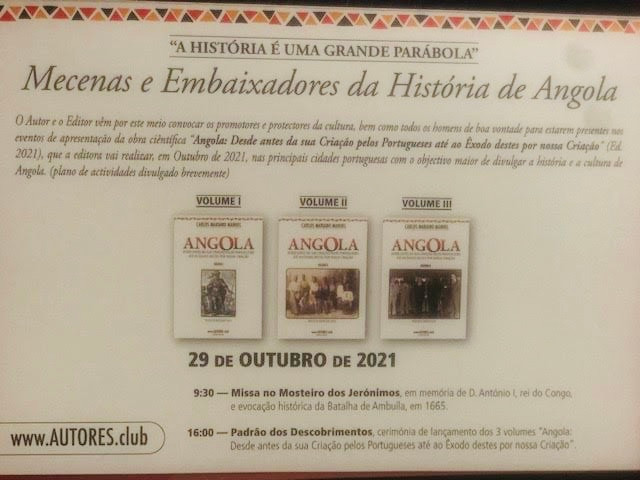 “A HISTÓRIA É UMA GRANDE PARÁBOLA”
Mecenas e Embaixadores da História de Angola
O Autor e o Editor vêm por este meio convocar os promotores e protectores da cultura, bem como todos os homens de boa vontade para estarem presentes nos
eventos de apresentação da obra ciêntífica “Angola: Desde antes da sua Criação pelos Portugueses até ao Êxodo destes por nossa Criação” (Ed.
2021), que a editora vai realizar, em Outubro de 2021, nas principais cidades portuguesas com o objectivo maior de divulgar a história e a cultura de
Angola. (plano de actividades divulgado brevemente)
VOLUME I
VOLUME II
VOLUME III
CARLOS MARIANO MANUEL
ANGOLA
CARLOS MARIANO MANUEL
ANGOLA
CARLOS MARIANO MANUEL
ANGOLA
29 DE OUTUBRO DE 2021
9:30 — Missa no Mosteiro dos Jerónimos, em memória de D. António I, rei do Congo,
e evocação histórica da Batalha de Ambuíla, em 1665.
16:00 — Padrão dos Descobrimentos, cerimónia de lançamento dos 3 volumes “Angola:
Desde antes da sua Criação pelos Portugueses até ao Êxodo destes por nossa Criação”.
www.AUTORES.club